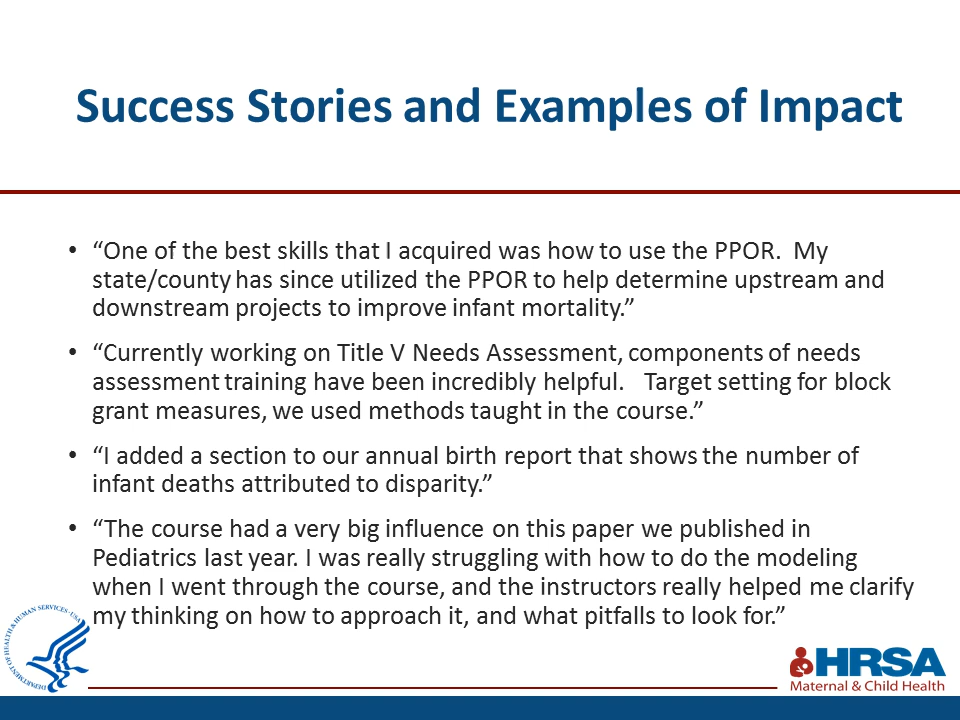 Success Stories and Examples of Impact
• “One of the best skills that I acquired was how to use the PPOR.  My
state/county has since utilized the PPOR to help determine upstream and
downstream projects to improve infant mortality.”
• “Currently working on Title V Needs Assessment, components of needs
assessment training have been incredibly helpful.   Target setting for block
grant measures, we used methods taught in the course.”
• “I added a section to our annual birth report that shows the number of
infant deaths attributed to disparity.”
• “The course had a very big influence on this paper we published in
Pediatrics last year. I was really struggling with how to do the modeling
when I went through the course, and the instructors really helped me clarify
my thinking on how to approach it, and what pitfalls to look for.”
DEPARTMENT OF HEALTH & HUMAN SERVICES · USA
HRSA
Maternal & Child Health